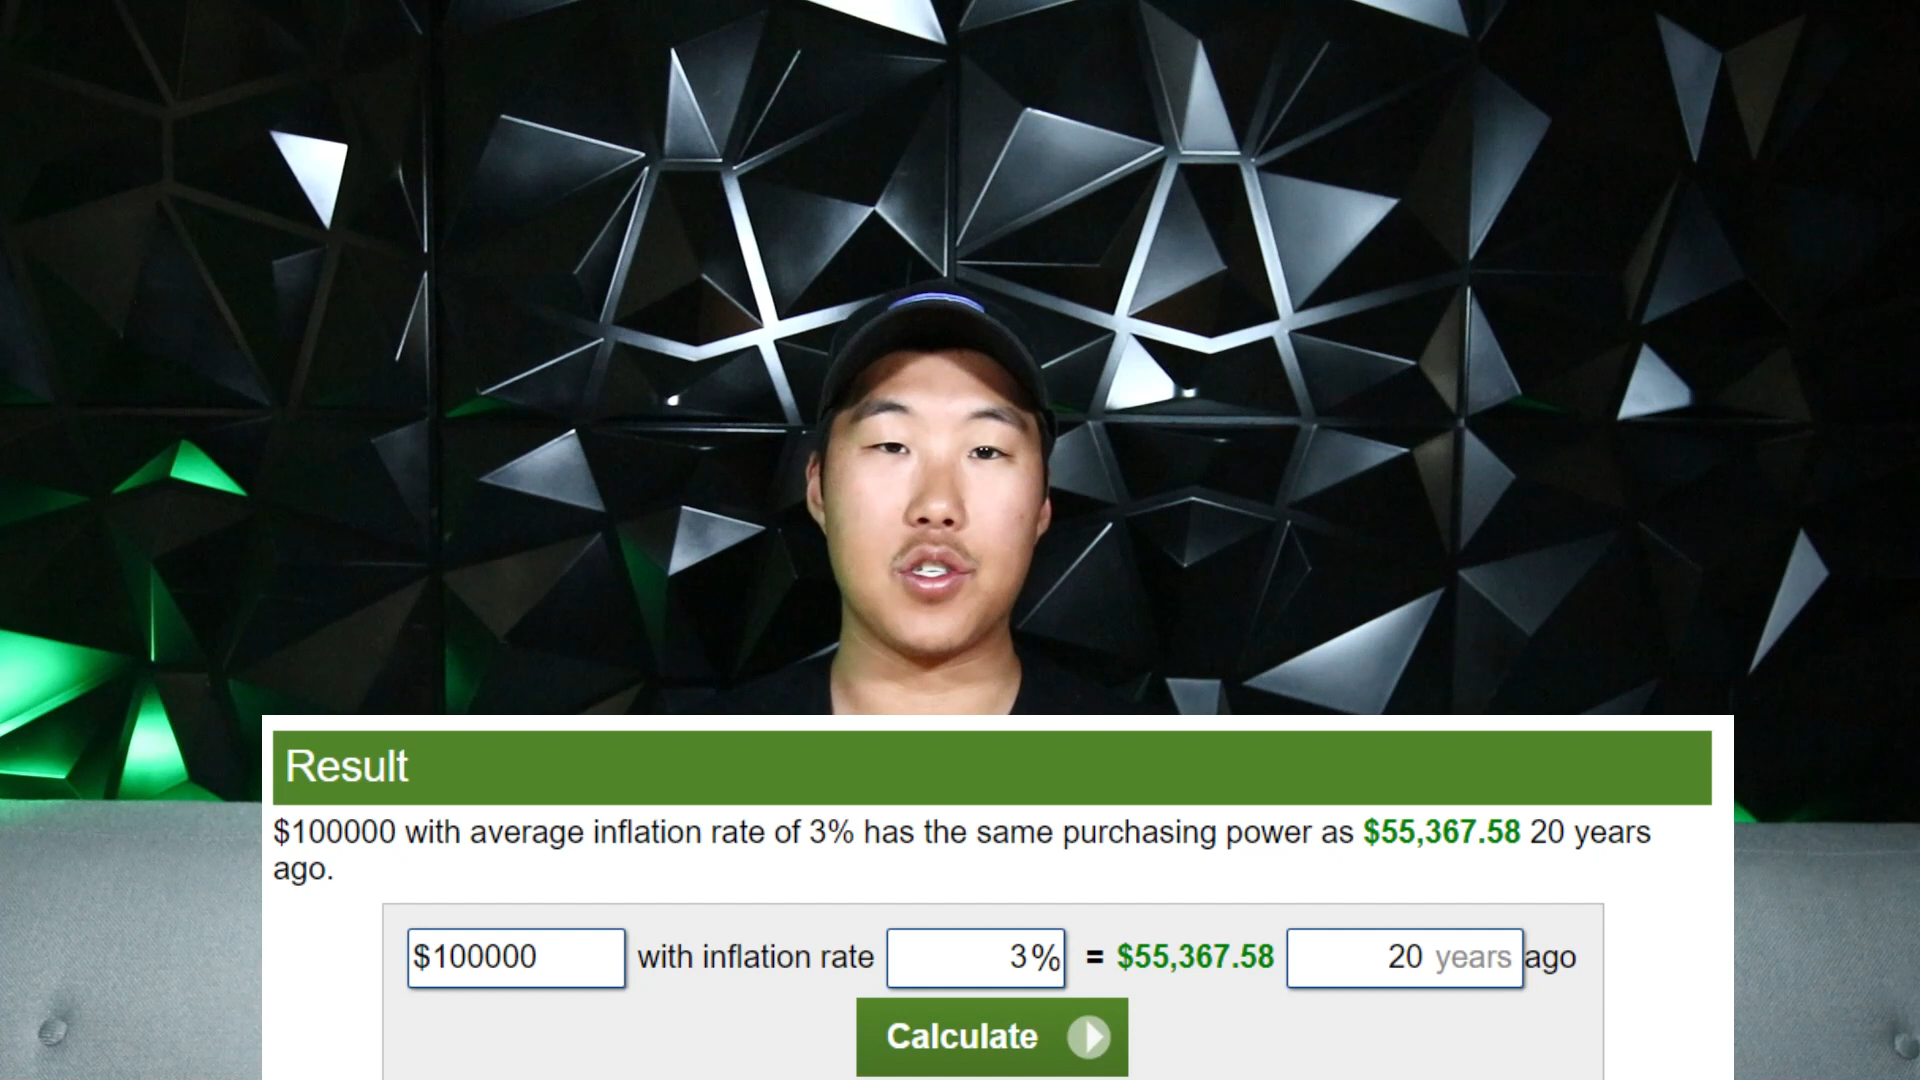 Result
$100000 with average inflation rate of 3% has the same purchasing power as $55,367.58 20 years
ago.
$100000 with inflation rate 3% = $55,367.58 20 years ago
Calculate